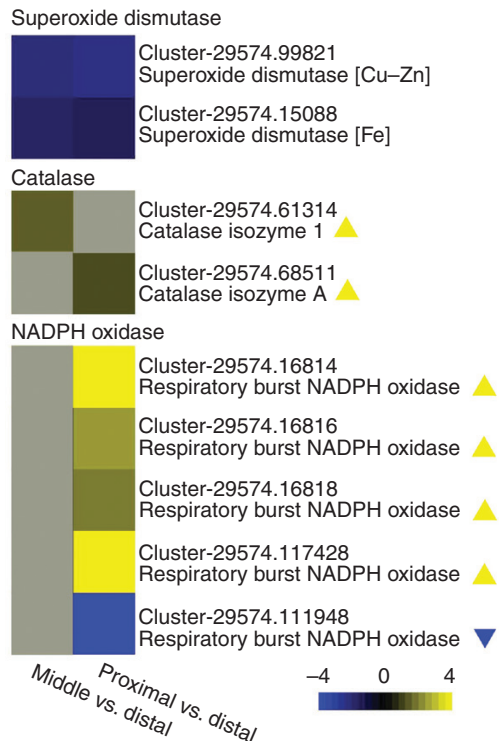 Superoxide dismutase
Cluster-29574.99821
Superoxide dismutase [Cu–Zn]
Cluster-29574.15088
Superoxide dismutase [Fe]
Catalase
Cluster-29574.61314
Catalase isozyme 1
Cluster-29574.68511
Catalase isozyme A
NADPH oxidase
Cluster-29574.16814
Respiratory burst NADPH oxidase
Cluster-29574.16816
Respiratory burst NADPH oxidase
Cluster-29574.16818
Respiratory burst NADPH oxidase
Cluster-29574.117428
Respiratory burst NADPH oxidase
Cluster-29574.111948
Respiratory burst NADPH oxidase
Middle vs. distal
Proximal vs. distal
–4 0 4